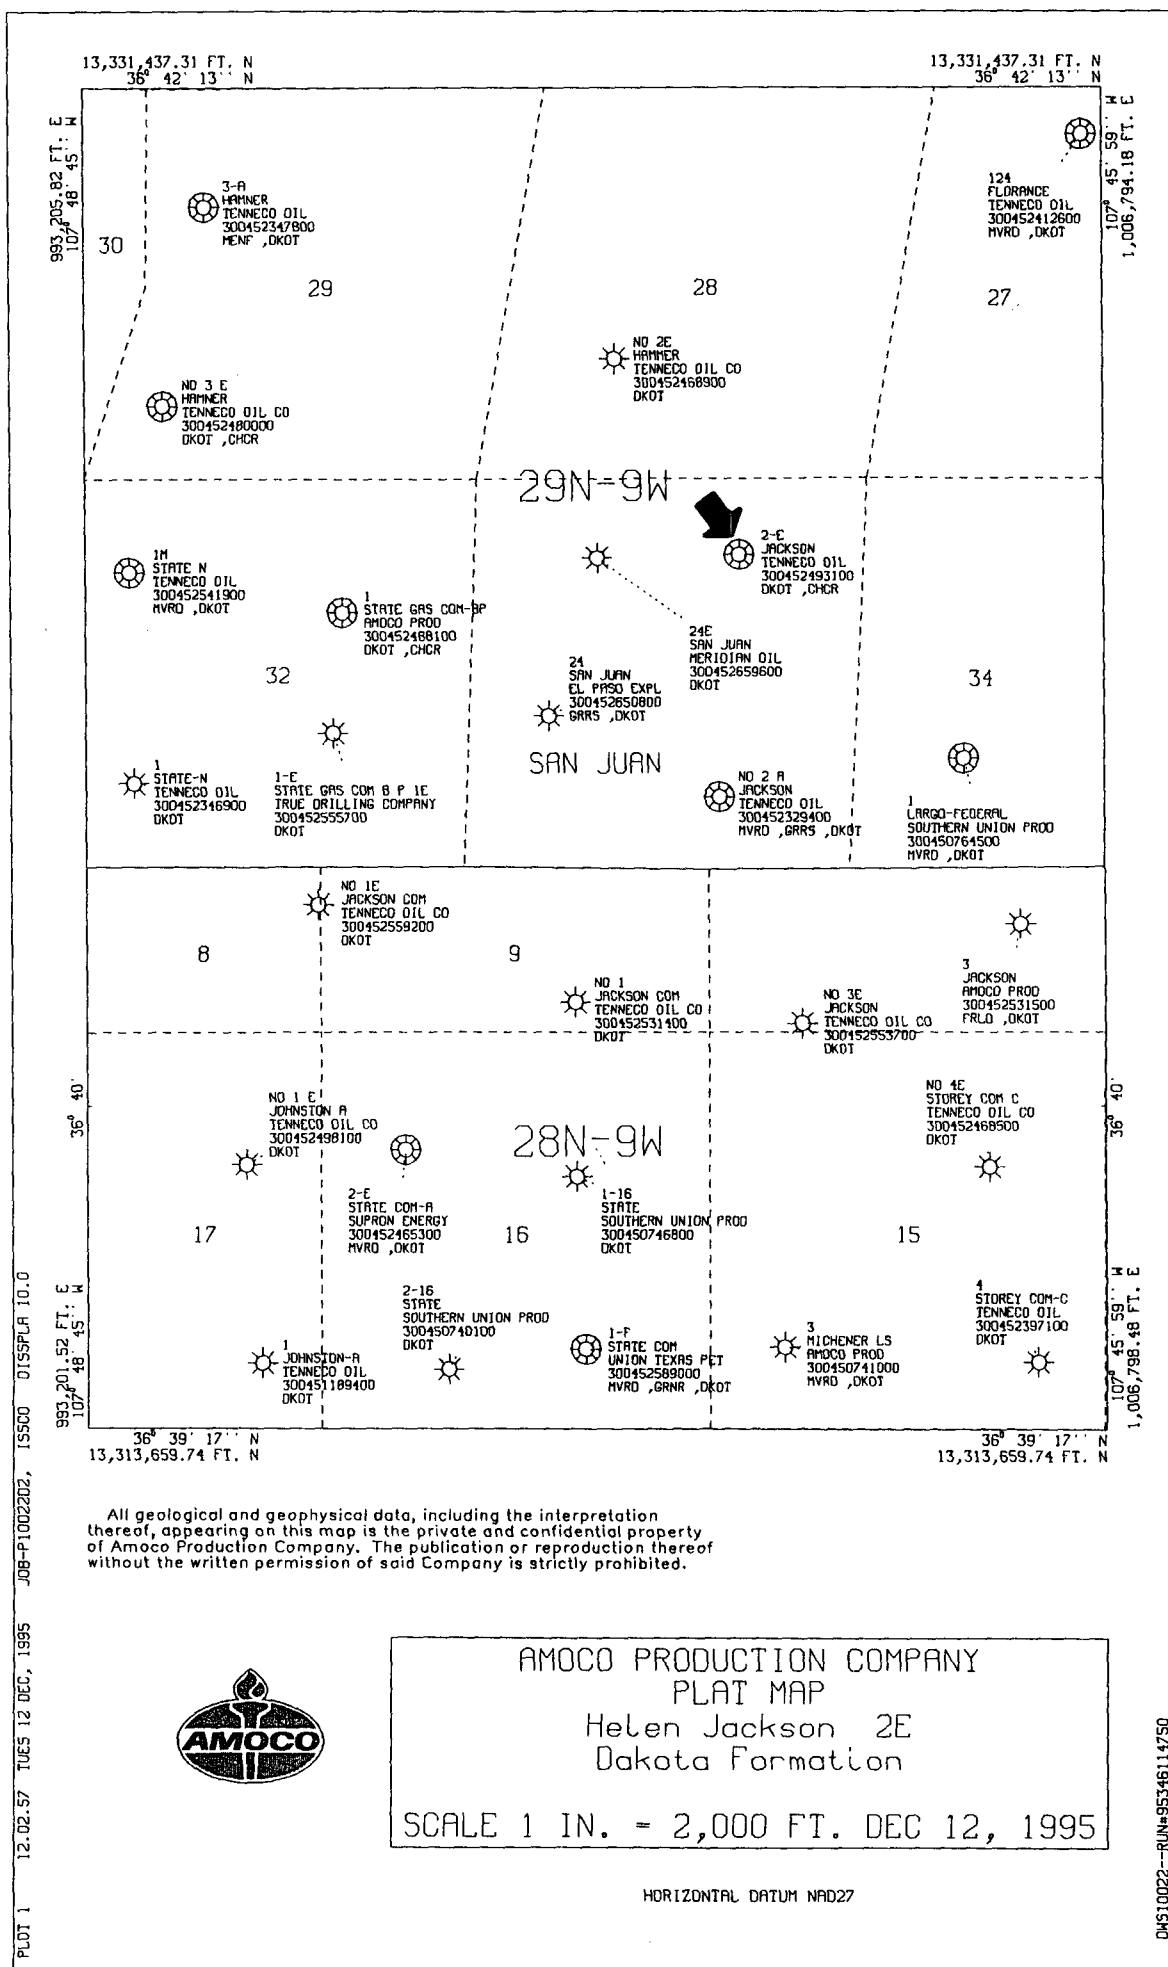 13,331,437.31 FT. N
36° 42' 13'' N
13,331,437.31 FT. N
36° 42' 13'' N
993,205.82 FT. E
107° 48' 45'' W
107° 45' 59'' W
1,006,794.18 FT. E
3-A
HAMNER
TENNECO OIL
300452347800
MENF ,DKOT
124
FLORANCE
TENNECO OIL
300452412600
MVRD ,DKOT
30
29
28
27
NO 2E
HAMMER
TENNECO OIL CO
300452468900
DKOT
NO 3 E
HAMNER
TENNECO OIL CO
300452480000
DKOT ,CHCR
29N-9W
2-E
JACKSON
TENNECO OIL
300452493100
DKOT ,CHCR
1M
STATE N
TENNECO OIL
300452541900
MVRD ,DKOT
1
STATE GAS COM-BP
AMOCO PROD
300452468100
DKOT ,CHCR
24E
SAN JUAN
MERIDIAN OIL
300452659600
DKOT
24
SAN JUAN
EL PASO EXPL
300452650800
GRRS ,DKOT
32
34
SAN JUAN
1
STATE-N
TENNECO OIL
300452346900
DKOT
1-E
STATE GAS COM B P 1E
TRUE DRILLING COMPANY
300452555700
DKOT
NO 2 A
JACKSON
TENNECO OIL
300452329400
MVRD ,GRRS ,DKOT
1
LARGO-FEDERAL
SOUTHERN UNION PROD
300450764500
MVRD ,DKOT
NO 1E
JACKSON COM
TENNECO OIL CO
300452559200
DKOT
8
9
NO 1
JACKSON COM
TENNECO OIL CO
300452531400
DKOT
NO 3E
JACKSON
TENNECO OIL CO
300452553700
DKOT
3
JACKSON
AMOCO PROD
300452531500
FRLD ,DKOT
36° 40'
36° 40'
NO 1 E
JOHNSTON A
TENNECO OIL CO
300452498100
DKOT
28N-9W
NO 4E
STOREY COM C
TENNECO OIL CO
300452468500
DKOT
2-E
STATE COM-A
SUPRON ENERGY
300452465300
MVRD ,DKOT
1-16
STATE
SOUTHERN UNION PROD
300450746800
DKOT
17
16
15
2-16
STATE
SOUTHERN UNION PROD
300450740100
DKOT
1
JOHNSTON-A
TENNECO OIL
300451189400
DKOT
1-F
STATE COM
UNION TEXAS PET
300452589000
MVRD ,GRNR ,DKOT
3
MICHENER LS
AMOCO PROD
300450741000
MVRD ,DKOT
4
STOREY COM-C
TENNECO OIL
300452397100
DKOT
993,201.52 FT. E
107° 48' 45'' W
107° 45' 59'' W
1,006,798.48 FT. E
36° 39' 17'' N
13,313,659.74 FT. N
36° 39' 17'' N
13,313,659.74 FT. N
All geological and geophysical data, including the interpretation
thereof, appearing on this map is the private and confidential property
of Amoco Production Company. The publication or reproduction thereof
without the written permission of said Company is strictly prohibited.
AMOCO
AMOCO PRODUCTION COMPANY
PLAT MAP
Helen Jackson 2E
Dakota Formation
SCALE 1 IN. = 2,000 FT. DEC 12, 1995
HORIZONTAL DATUM NAD27
PLOT 1 12.02.57 TUES 12 DEC, 1995 JOB-P1002202, ISSCO DISSPLA 10.0
DWS10022---RUN#95346114750